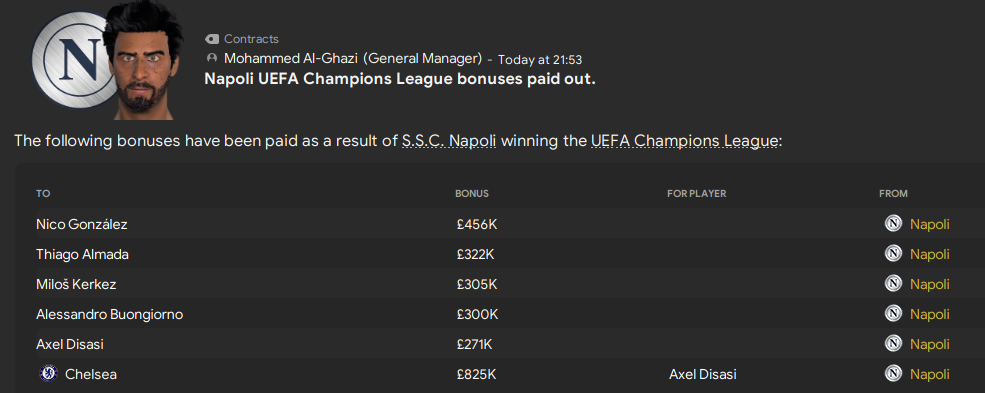 N
Contracts
Mohammed Al-Ghazi (General Manager) - Today at 21:53
Napoli UEFA Champions League bonuses paid out.
The following bonuses have been paid as a result of S.S.C. Napoli winning the UEFA Champions League:
TO BONUS FOR PLAYER FROM
Nico González £456K N Napoli
Thiago Almada £322K N Napoli
Miloš Kerkez £305K N Napoli
Alessandro Buongiorno £300K N Napoli
Axel Disasi £271K N Napoli
Chelsea £825K Axel Disasi N Napoli